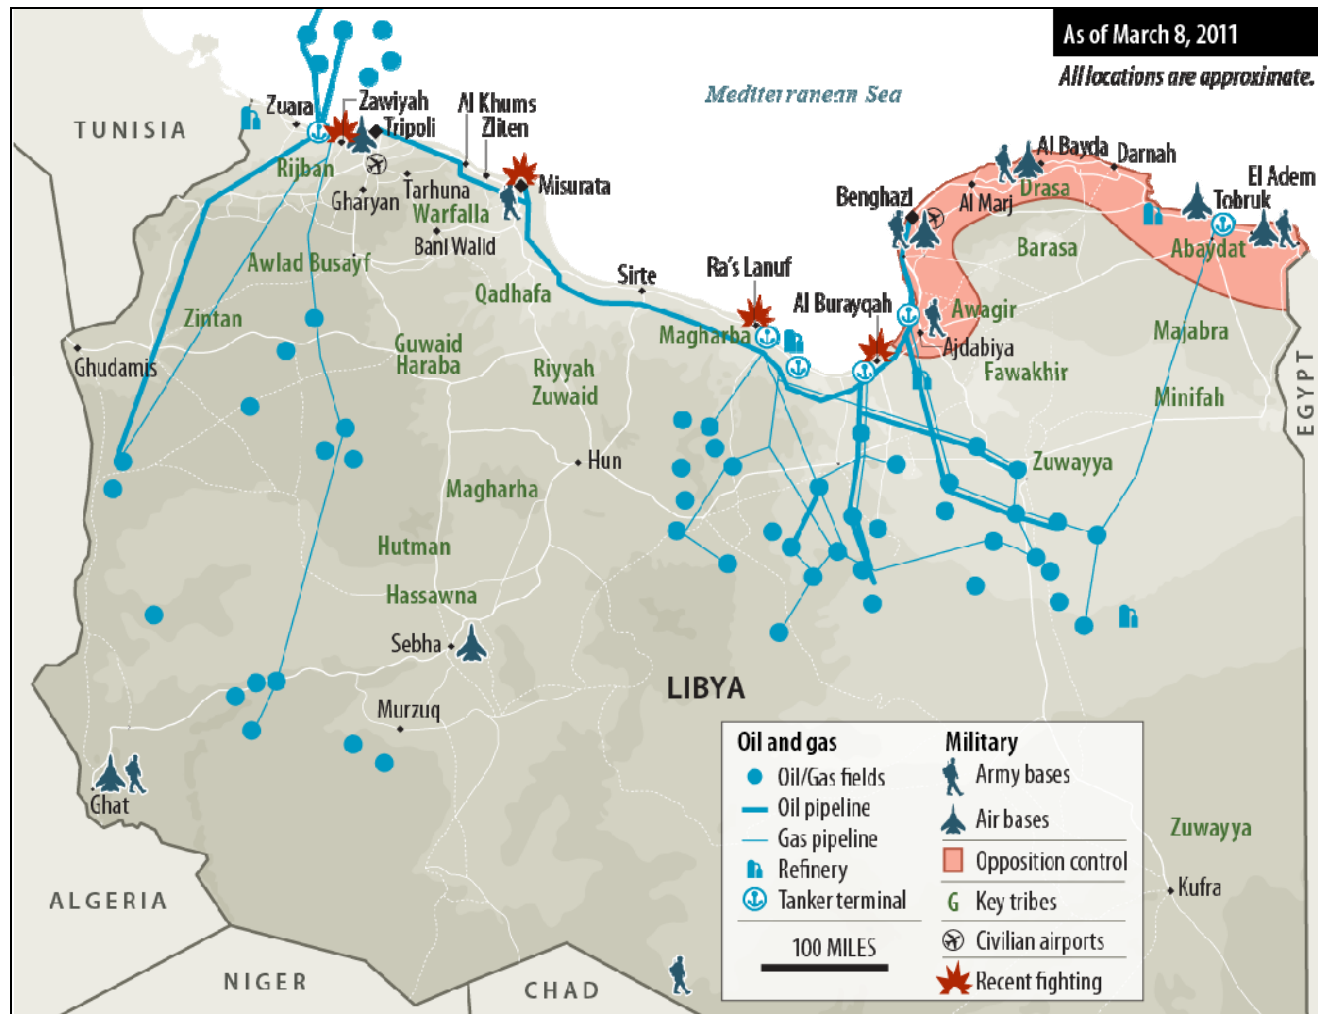 As of March 8, 2011
All locations are approximate.
Mediterranean Sea
TUNISIA
Zuara
Zawiyah
Tripoli
Al Khums
Zliten
Misurata
Rijban
Gharyan
Tarhuna
Warfalla
Bani Walid
Awlad Busayf
Zintan
Qadhafa
Sirte
Ra's Lanuf
Al Burayqah
Magharba
Benghazi
Al Bayda
Darnah
Drasa
Al Marj
Barasa
El Adem
Tobruk
Abaydat
Awagir
Ajdabiya
Fawakhir
Majabra
Minifah
EGYPT
Ghudamis
Guwaid
Haraba
Riyyah
Zuwaid
Hun
Zuwayya
Magharha
Hutman
Hassawna
Sebha
Murzuq
LIBYA
Ghat
ALGERIA
NIGER
CHAD
Zuwayya
Kufra
Oil and gas
Oil/Gas fields
Oil pipeline
Gas pipeline
Refinery
Tanker terminal
100 MILES
Military
Army bases
Air bases
Opposition control
G Key tribes
Civilian airports
Recent fighting